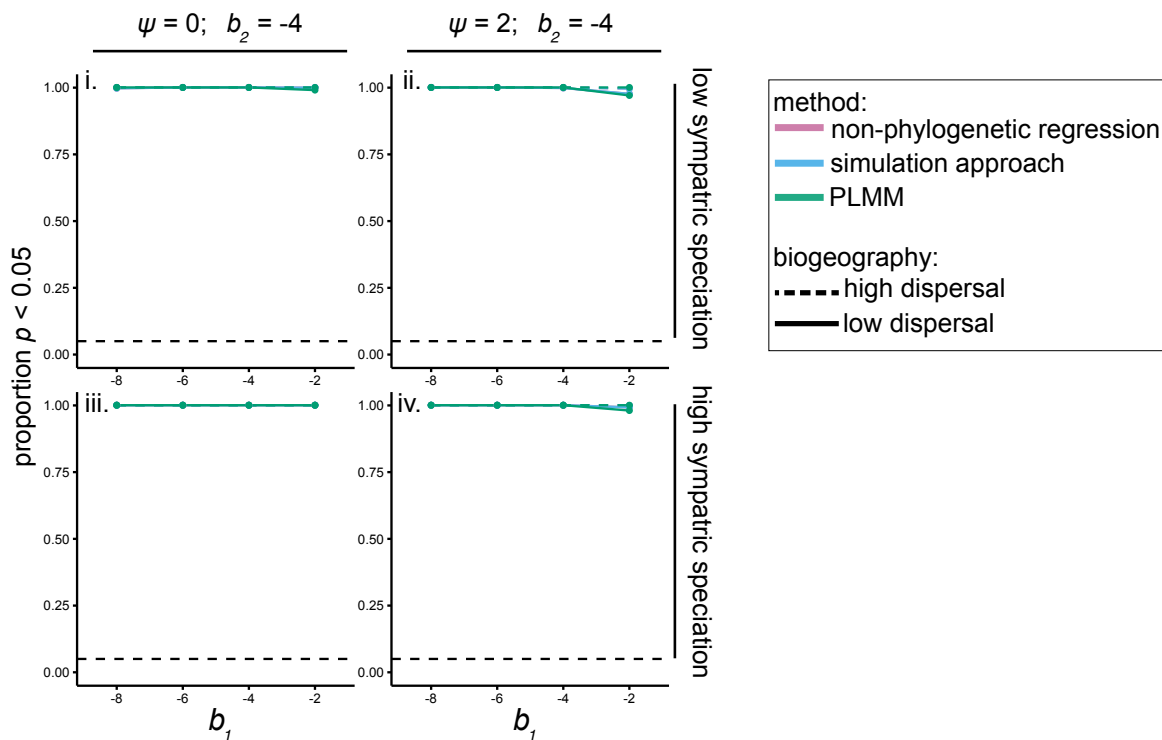 ψ = 0; b2 = -4
ψ = 2; b2 = -4
proportion p < 0.05
i.
1.00
0.75
0.50
0.25
0.00
-8 -6 -4 -2
ii.
1.00
0.75
0.50
0.25
0.00
-8 -6 -4 -2
low sympatric speciation
iii.
1.00
0.75
0.50
0.25
0.00
-8 -6 -4 -2
b1
iv.
1.00
0.75
0.50
0.25
0.00
-8 -6 -4 -2
b1
high sympatric speciation
method:
non-phylogenetic regression
simulation approach
PLMM
biogeography:
high dispersal
low dispersal